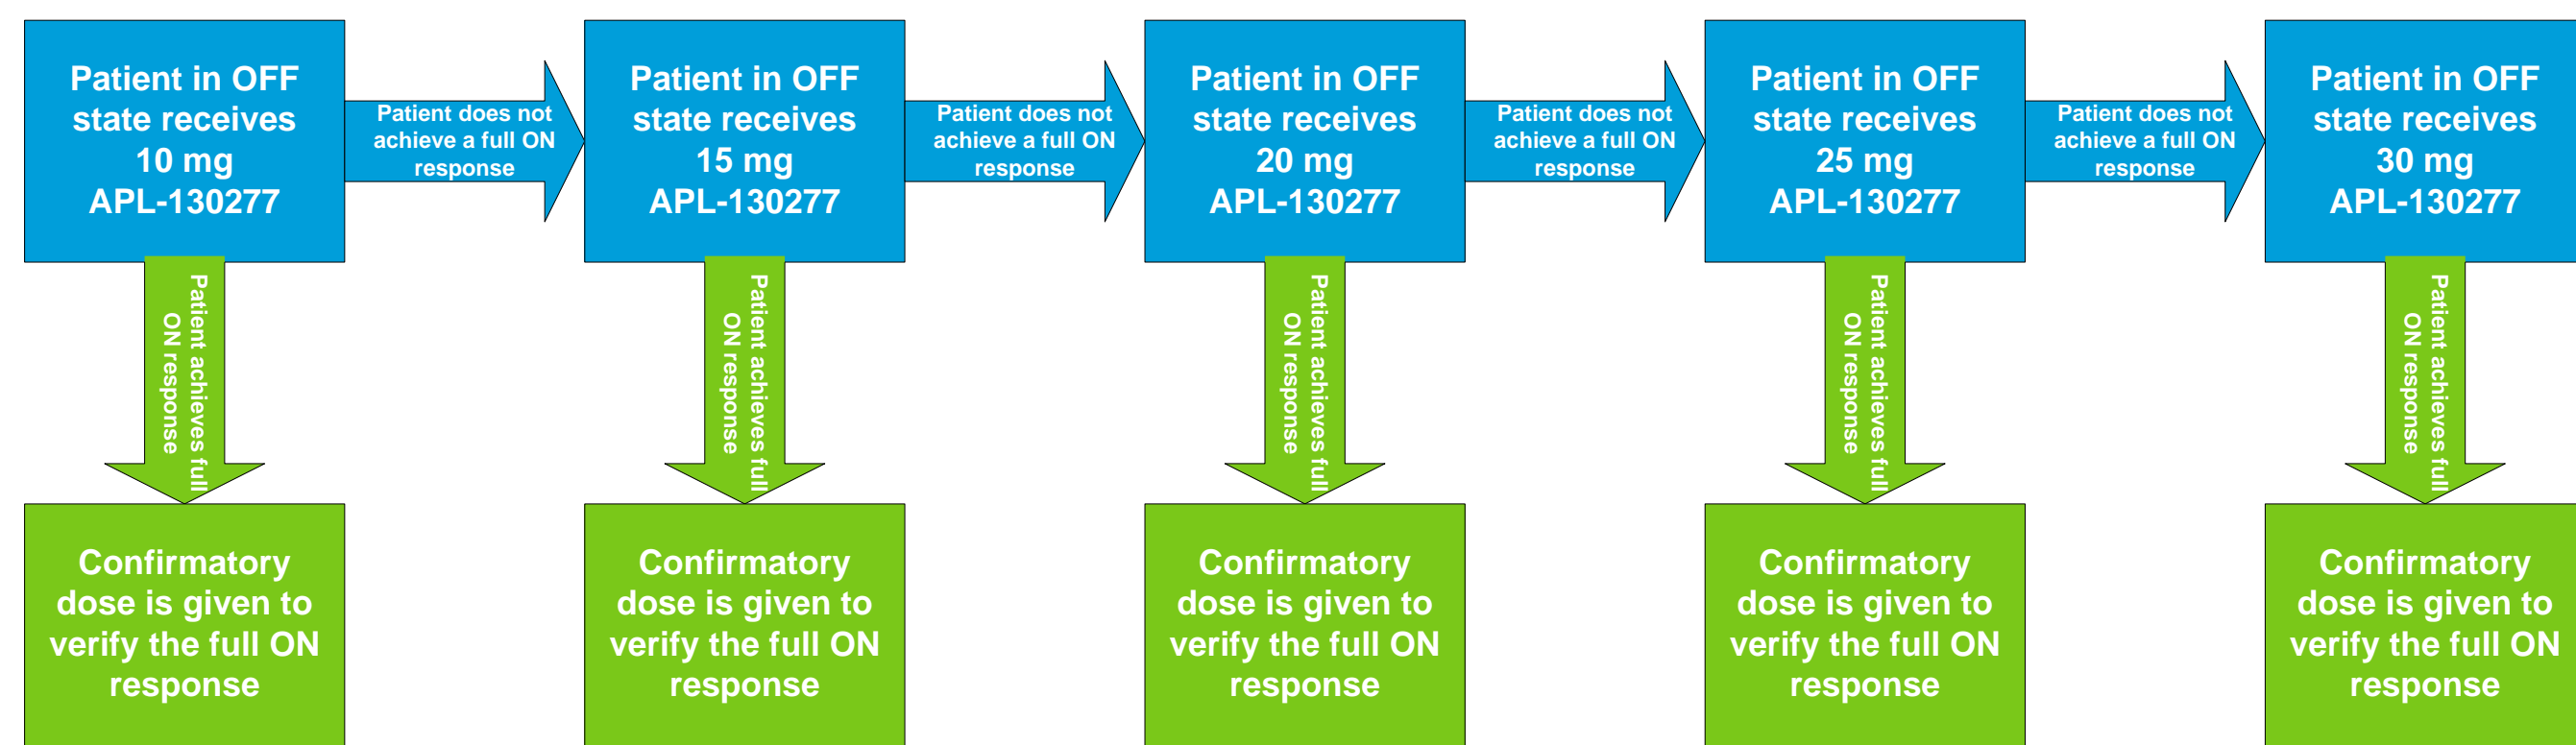 Patient in OFF
state receives
10 mg
APL-130277
Patient does not
achieve a full ON
response
Patient in OFF
state receives
15 mg
APL-130277
Patient does not
achieve a full ON
response
Patient in OFF
state receives
20 mg
APL-130277
Patient does not
achieve a full ON
response
Patient in OFF
state receives
25 mg
APL-130277
Patient does not
achieve a full ON
response
Patient in OFF
state receives
30 mg
APL-130277
Patient achieves full
ON response
Patient achieves full
ON response
Patient achieves full
ON response
Patient achieves full
ON response
Patient achieves full
ON response
Confirmatory
dose is given to
verify the full ON
response
Confirmatory
dose is given to
verify the full ON
response
Confirmatory
dose is given to
verify the full ON
response
Confirmatory
dose is given to
verify the full ON
response
Confirmatory
dose is given to
verify the full ON
response